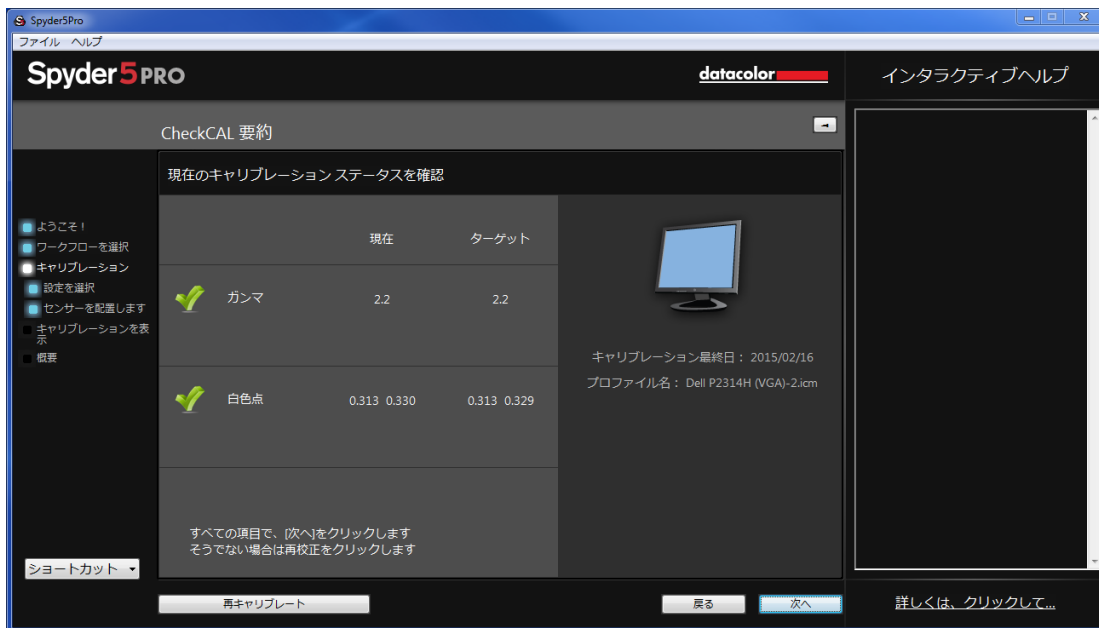 Spyder5Pro
ファイル ヘルプ
Spyder5PRO
datacolor
インタラクティブヘルプ
CheckCAL 要約
現在のキャリブレーション ステータスを確認
ようこそ！
ワークフローを選択
キャリブレーション
設定を選択
センサーを配置します
キャリブレーションを表
示
概要
現在 ターゲット
ガンマ 2.2 2.2
白色点 0.313 0.330 0.313 0.329
キャリブレーション最終日： 2015/02/16
プロファイル名： Dell P2314H (VGA)-2.icm
すべての項目で、[次へ]をクリックします
そうでない場合は再校正をクリックします
ショートカット
再キャリブレート
戻る
次へ
詳しくは、クリックして...